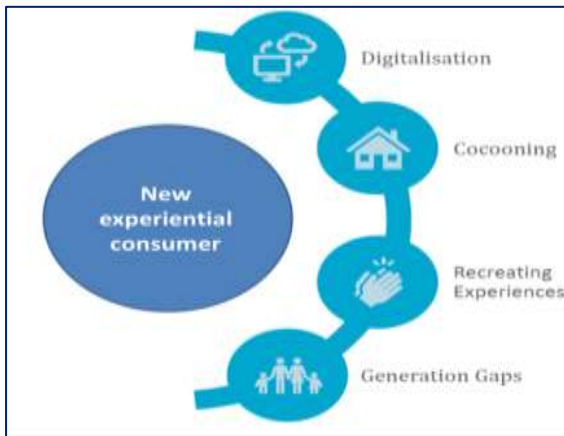 Digitalisation
Cocooning
New
experiential
consumer
Recreating
Experiences
Generation Gaps